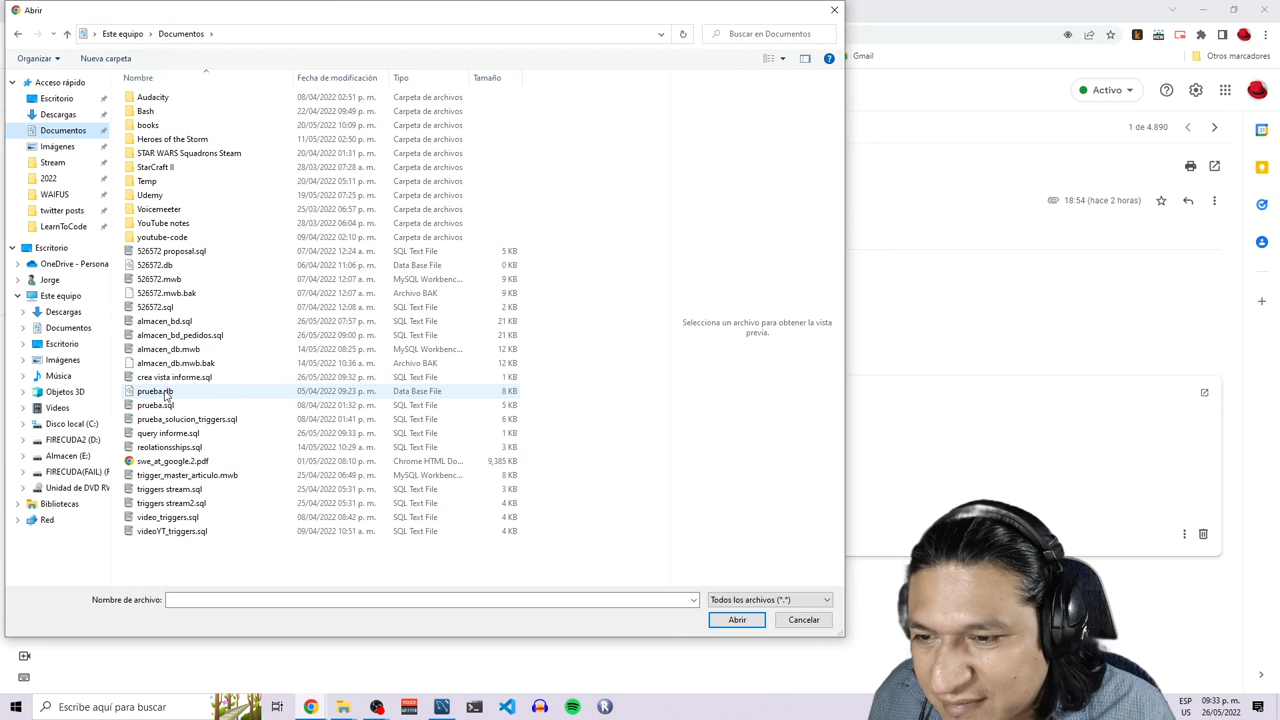 Abrir
Este equipo > Documentos >
Buscar en Documentos
Organizar
Nueva carpeta
Nombre
Fecha de modificación
Tipo
Tamaño
Acceso rápido
Escritorio
Descargas
Documentos
Imágenes
Stream
2022
WAIFUS
twitter posts
LearnToCode
Escritorio
OneDrive - Persona
Jorge
Este equipo
Descargas
Documentos
Escritorio
Imágenes
Música
Objetos 3D
Videos
Disco local (C:)
FIRECUDA2 (D:)
Almacen (E:)
FIRECUDA(FAIL) (F
Unidad de DVD RW
Bibliotecas
Red
Audacity 08/04/2022 02:51 p. m. Carpeta de archivos
Bash 22/04/2022 09:49 p. m. Carpeta de archivos
books 20/05/2022 10:09 p. m. Carpeta de archivos
Heroes of the Storm 11/05/2022 02:50 p. m. Carpeta de archivos
STAR WARS Squadrons Steam 20/04/2022 01:31 p. m. Carpeta de archivos
StarCraft II 28/03/2022 07:28 a. m. Carpeta de archivos
Temp 20/04/2022 05:11 p. m. Carpeta de archivos
Udemy 19/05/2022 07:25 p. m. Carpeta de archivos
Voicemeeter 25/03/2022 06:57 p. m. Carpeta de archivos
YouTube notes 28/03/2022 06:04 p. m. Carpeta de archivos
youtube-code 09/04/2022 02:10 p. m. Carpeta de archivos
526572 proposal.sql 07/04/2022 12:24 a. m. SQL Text File 5 KB
526572.db 06/04/2022 11:06 p. m. Data Base File 0 KB
526572.mwb 07/04/2022 12:07 a. m. MySQL Workbenc... 9 KB
526572.mwb.bak 07/04/2022 12:07 a. m. Archivo BAK 9 KB
526572.sql 07/04/2022 12:08 a. m. SQL Text File 2 KB
almacen_bd.sql 26/05/2022 07:57 p. m. SQL Text File 21 KB
almacen_bd_pedidos.sql 26/05/2022 09:00 p. m. SQL Text File 21 KB
almacen_db.mwb 14/05/2022 08:25 p. m. MySQL Workbenc... 12 KB
almacen_db.mwb.bak 14/05/2022 10:36 a. m. Archivo BAK 12 KB
crea vista informe.sql 26/05/2022 09:32 p. m. SQL Text File 1 KB
prueba.db 05/04/2022 09:23 p. m. Data Base File 8 KB
prueba.sql 08/04/2022 01:32 p. m. SQL Text File 5 KB
prueba_solucion_triggers.sql 08/04/2022 01:41 p. m. SQL Text File 6 KB
query informe.sql 26/05/2022 09:33 p. m. SQL Text File 1 KB
reolationsships.sql 14/05/2022 10:29 a. m. SQL Text File 3 KB
swe_at_google.2.pdf 01/05/2022 08:10 p. m. Chrome HTML Do... 9,385 KB
trigger_master_articulo.mwb 25/04/2022 06:49 p. m. MySQL Workbenc... 8 KB
triggers stream.sql 25/04/2022 05:31 p. m. SQL Text File 3 KB
triggers stream2.sql 25/04/2022 05:31 p. m. SQL Text File 4 KB
video_triggers.sql 08/04/2022 08:42 p. m. SQL Text File 4 KB
videoYT_triggers.sql 09/04/2022 10:51 a. m. SQL Text File 4 KB
Selecciona un archivo para obtener la vista
previa.
Nombre de archivo:
Todos los archivos (*.*)
Abrir
Cancelar
Gmail
Otros marcadores
Activo
1 de 4.890
18:54 (hace 2 horas)
Escribe aquí para buscar
ESP
US
09:33 p. m.
26/05/2022